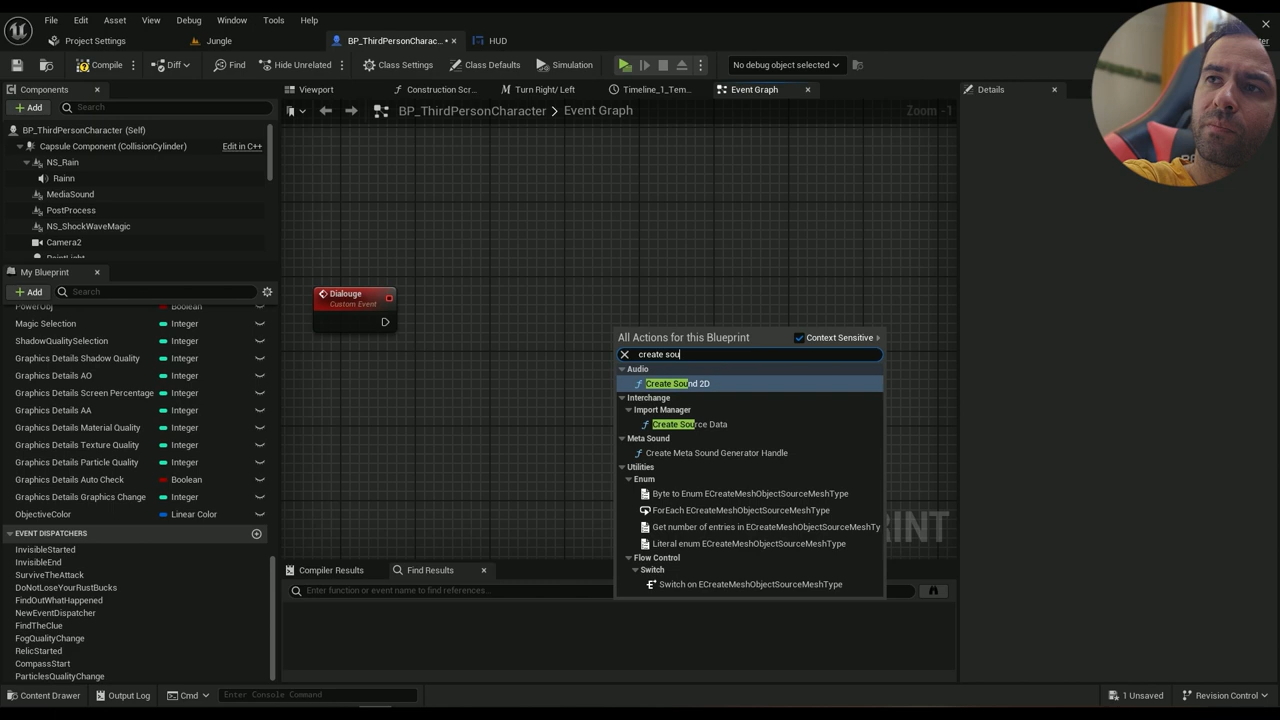 File Edit Asset View Debug Window Tools Help
Project Settings Jungle BP_ThirdPersonCharac... • HUD
Compile Diff Find Hide Unrelated Class Settings Class Defaults Simulation No debug object selected
Components
Add Search
BP_ThirdPersonCharacter (Self)
Capsule Component (CollisionCylinder) Edit in C++
NS_Rain
Rainn
MediaSound
PostProcess
NS_ShockWaveMagic
Camera2
PointLight
My Blueprint
Add Search
PowerObj Boolean
Magic Selection Integer
ShadowQualitySelection Integer
Graphics Details Shadow Quality Integer
Graphics Details AO Integer
Graphics Details Screen Percentage Integer
Graphics Details AA Integer
Graphics Details Material Quality Integer
Graphics Details Texture Quality Integer
Graphics Details Particle Quality Integer
Graphics Details Auto Check Boolean
Graphics Details Graphics Change Integer
ObjectiveColor Linear Color
EVENT DISPATCHERS
InvisibleStarted
InvisibleEnd
SurviveTheAttack
DoNotLoseYourRustBucks
FindOutWhatHappened
NewEventDispatcher
FindTheClue
FogQualityChange
RelicStarted
CompassStart
ParticlesQualityChange
Viewport Construction Scr... Turn Right/ Left Timeline_1_Tem... Event Graph
BP_ThirdPersonCharacter > Event Graph Zoom -1
Dialouge
Custom Event
All Actions for this Blueprint Context Sensitive
create sou
Audio
Create Sound 2D
Interchange
Import Manager
Create Source Data
Meta Sound
Create Meta Sound Generator Handle
Utilities
Enum
Byte to Enum ECreateMeshObjectSourceMeshType
ForEach ECreateMeshObjectSourceMeshType
Get number of entries in ECreateMeshObjectSourceMeshTy
Literal enum ECreateMeshObjectSourceMeshType
Flow Control
Switch
Switch on ECreateMeshObjectSourceMeshType
Compiler Results Find Results
Enter function or event name to find references...
Details
Content Drawer Output Log Cmd Enter Console Command 1 Unsaved Revision Control